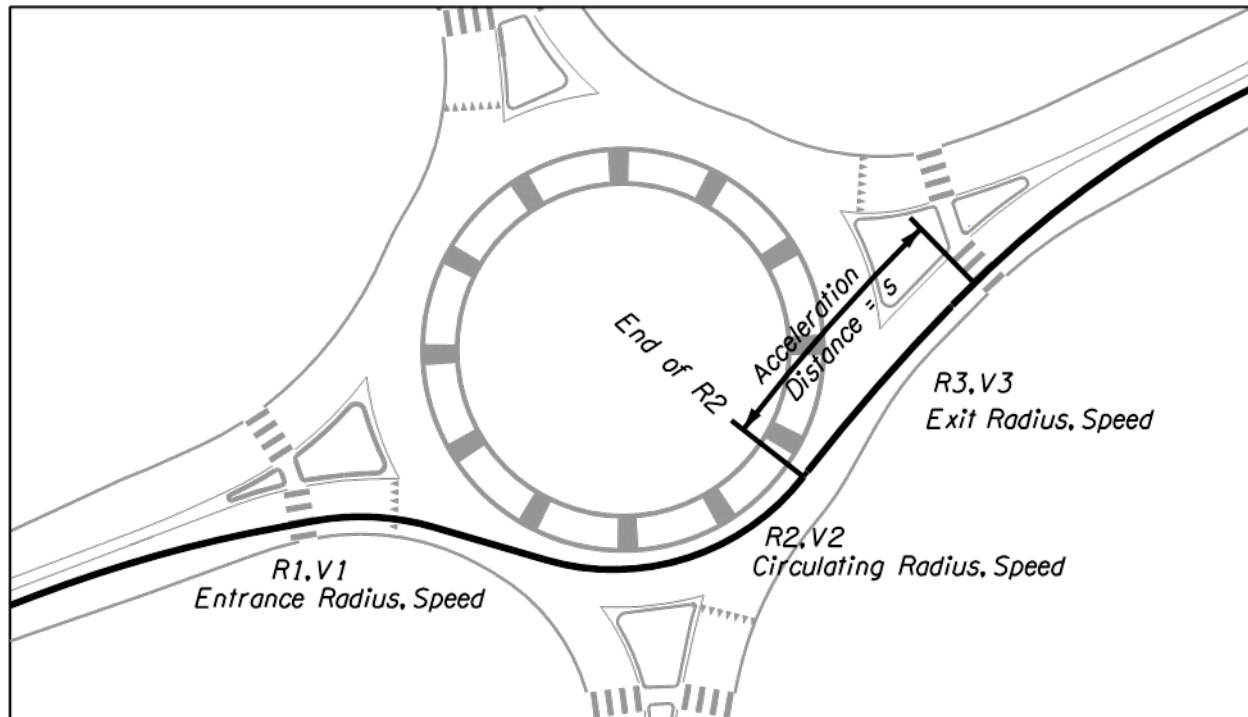 Acceleration
Distance = s
End of R2
R3,V3
Exit Radius, Speed
R2,V2
Circulating Radius, Speed
R1,V1
Entrance Radius, Speed